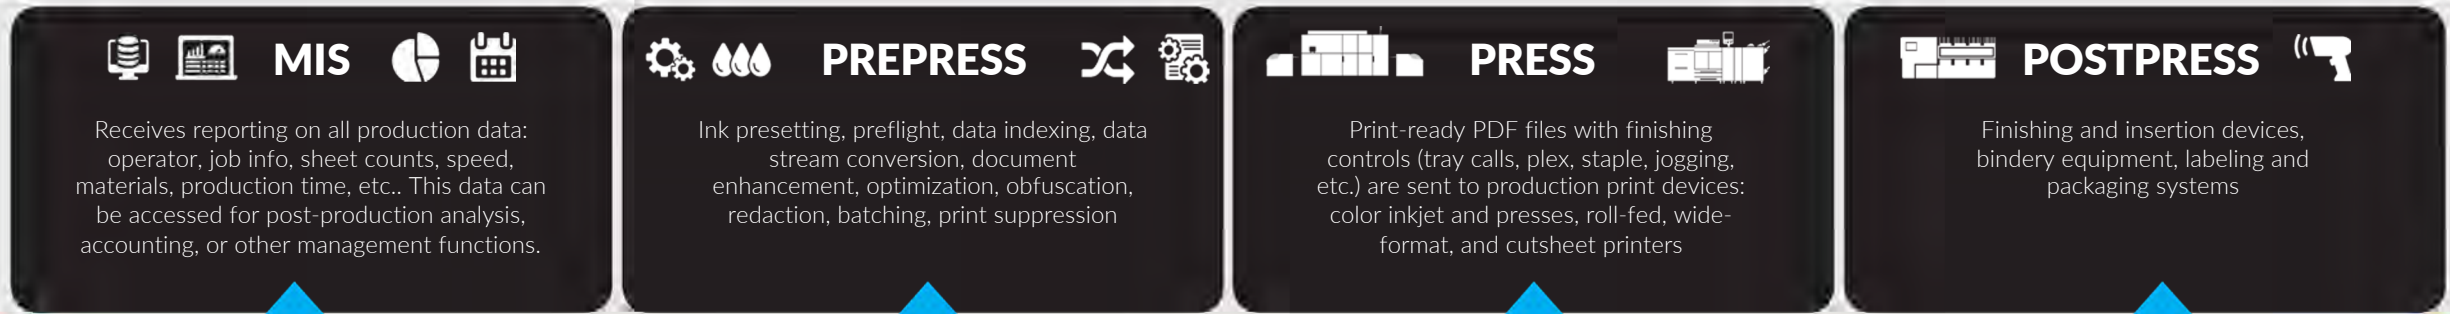 MIS
Receives reporting on all production data:
operator, job info, sheet counts, speed,
materials, production time, etc.. This data can
be accessed for post-production analysis,
accounting, or other management functions.
PREPRESS
Ink presetting, preflight, data indexing, data
stream conversion, document
enhancement, optimization, obfuscation,
redaction, batching, print suppression
PRESS
Print-ready PDF files with finishing
controls (tray calls, plex, staple, jogging,
etc.) are sent to production print devices:
color inkjet and presses, roll-fed, wide-
format, and cutsheet printers
POSTPRESS
Finishing and insertion devices,
bindery equipment, labeling and
packaging systems